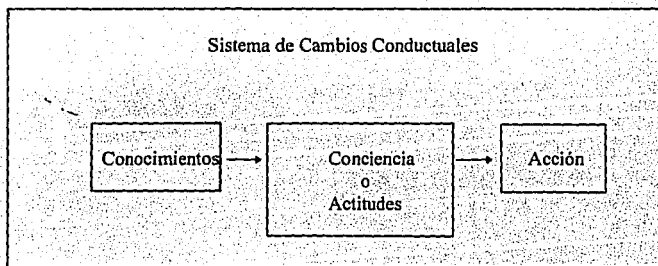 Sistema de Cambios Conductuales
Conocimientos
Conciencia
o
Actitudes
Acción